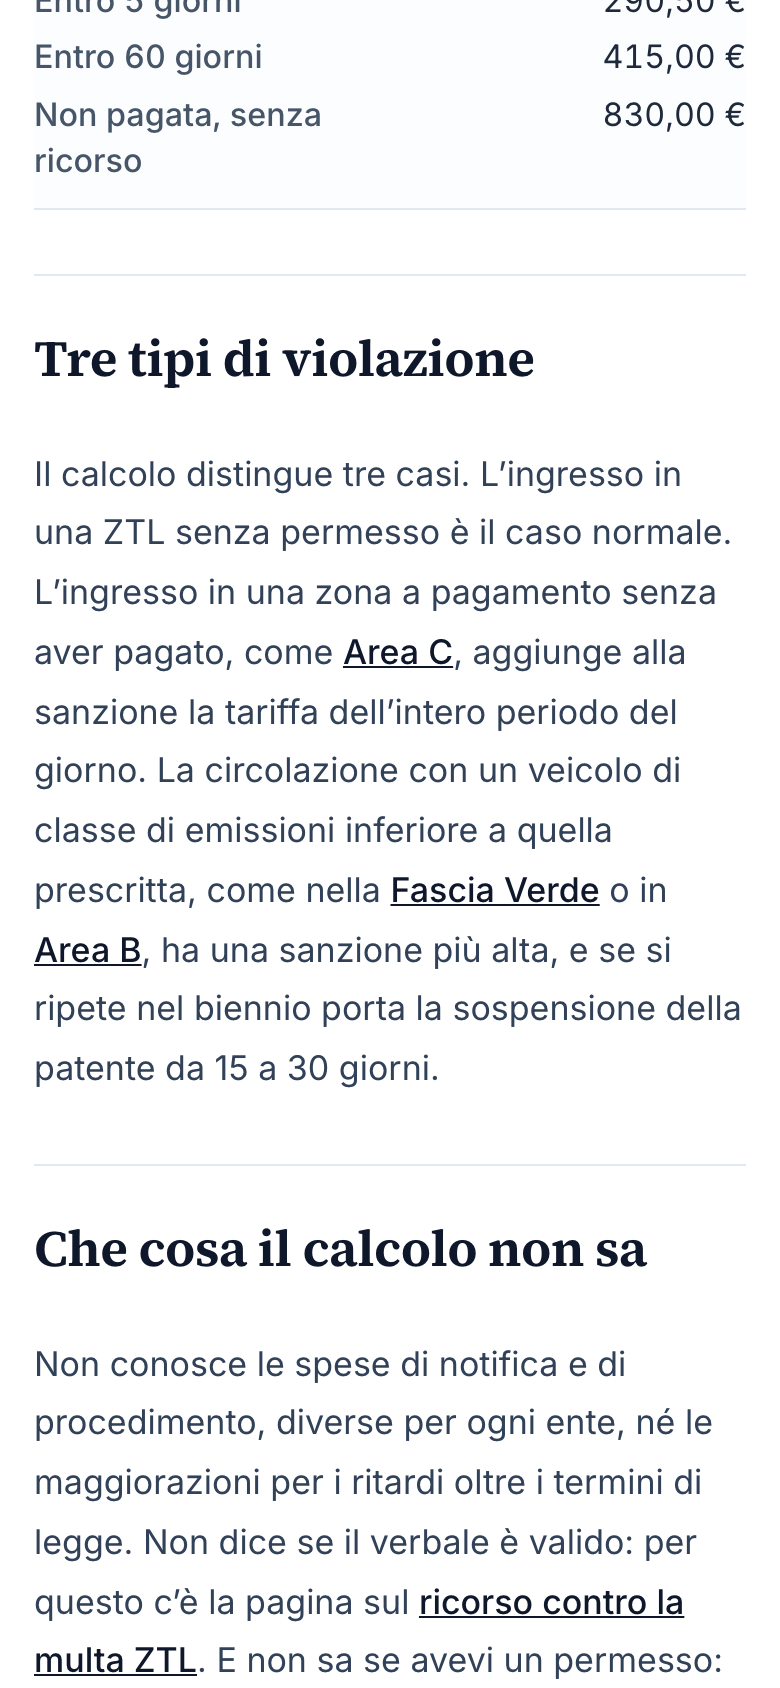 Entro 5 giorni 290,50 €
Entro 60 giorni 415,00 €
Non pagata, senza 830,00 €
ricorso
Tre tipi di violazione
Il calcolo distingue tre casi. L’ingresso in
una ZTL senza permesso è il caso normale.
L’ingresso in una zona a pagamento senza
aver pagato, come Area C, aggiunge alla
sanzione la tariffa dell’intero periodo del
giorno. La circolazione con un veicolo di
classe di emissioni inferiore a quella
prescritta, come nella Fascia Verde o in
Area B, ha una sanzione più alta, e se si
ripete nel biennio porta la sospensione della
patente da 15 a 30 giorni.
Che cosa il calcolo non sa
Non conosce le spese di notifica e di
procedimento, diverse per ogni ente, né le
maggiorazioni per i ritardi oltre i termini di
legge. Non dice se il verbale è valido: per
questo c’è la pagina sul ricorso contro la
multa ZTL. E non sa se avevi un permesso: